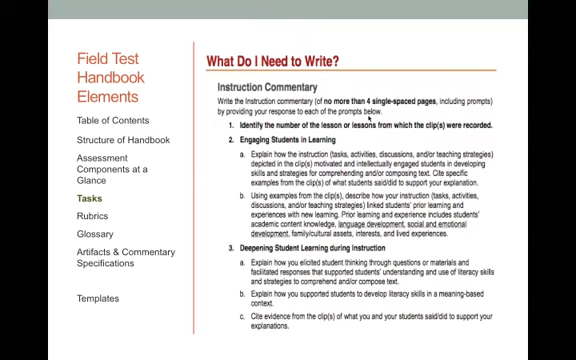 Field Test
Handbook
Elements
Table of Contents
Structure of Handbook
Assessment
Components at a
Glance
Tasks
Rubrics
Glossary
Artifacts & Commentary
Specifications
Templates
What Do I Need to Write?
Instruction Commentary
Write the Instruction commentary (of no more than 4 single-spaced pages, including prompts)
by providing your response to each of the prompts below.
1. Identify the number of the lesson or lessons from which the clip(s) were recorded.
2. Engaging Students in Learning
a. Explain how the instruction (tasks, activities, discussions, and/or teaching strategies)
depicted in the clip(s) motivated and intellectually engaged students in developing
skills and strategies for comprehending and/or composing text. Cite specific
examples from the clip(s) of what students said/did to support your explanation.
b. Using examples from the clip(s), describe how your instruction (tasks, activities,
discussions, and/or teaching strategies) linked students' prior learning and
experiences with new learning. Prior learning and experience includes students'
academic content knowledge, language development, social and emotional
development, family/cultural assets, interests, and lived experiences.
3. Deepening Student Learning during Instruction
a. Explain how you elicited student thinking through questions or materials and
facilitated responses that supported students' understanding and use of literacy skills
and strategies to comprehend and/or compose text.
b. Explain how you supported students to develop literacy skills in a meaning-based
context.
c. Cite evidence from the clip(s) of what you and your students said/did to support your
explanations.